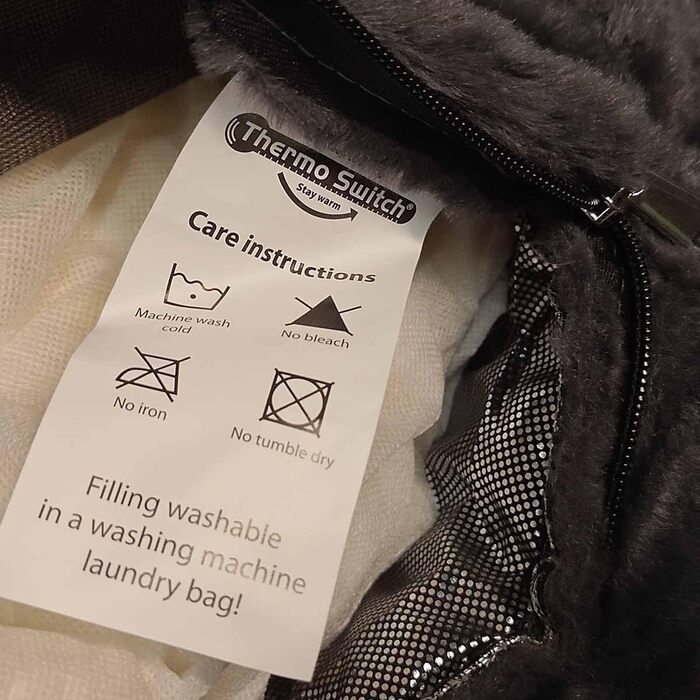 Thermo Switch®
Stay warm
Care instructions
Machine wash
cold
No bleach
No iron
No tumble dry
Filling washable
in a washing machine
laundry bag!